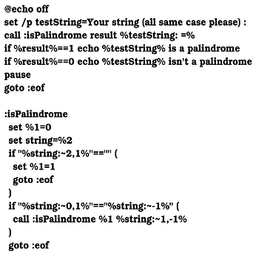 @echo off
set /p testString=Your string (all same case please) :
call :isPalindrome result %testString: =%
if %result%==1 echo %testString% is a palindrome
if %result%==0 echo %testString% isn't a palindrome
pause
goto :eof

:isPalindrome
set %1=0
set string=%2
if "%string:~2,1%"=="" (
set %1=1
goto :eof
)
if "%string:~0,1%"=="%string:~-1%" (
call :isPalindrome %1 %string:~1,-1%
)
goto :eof